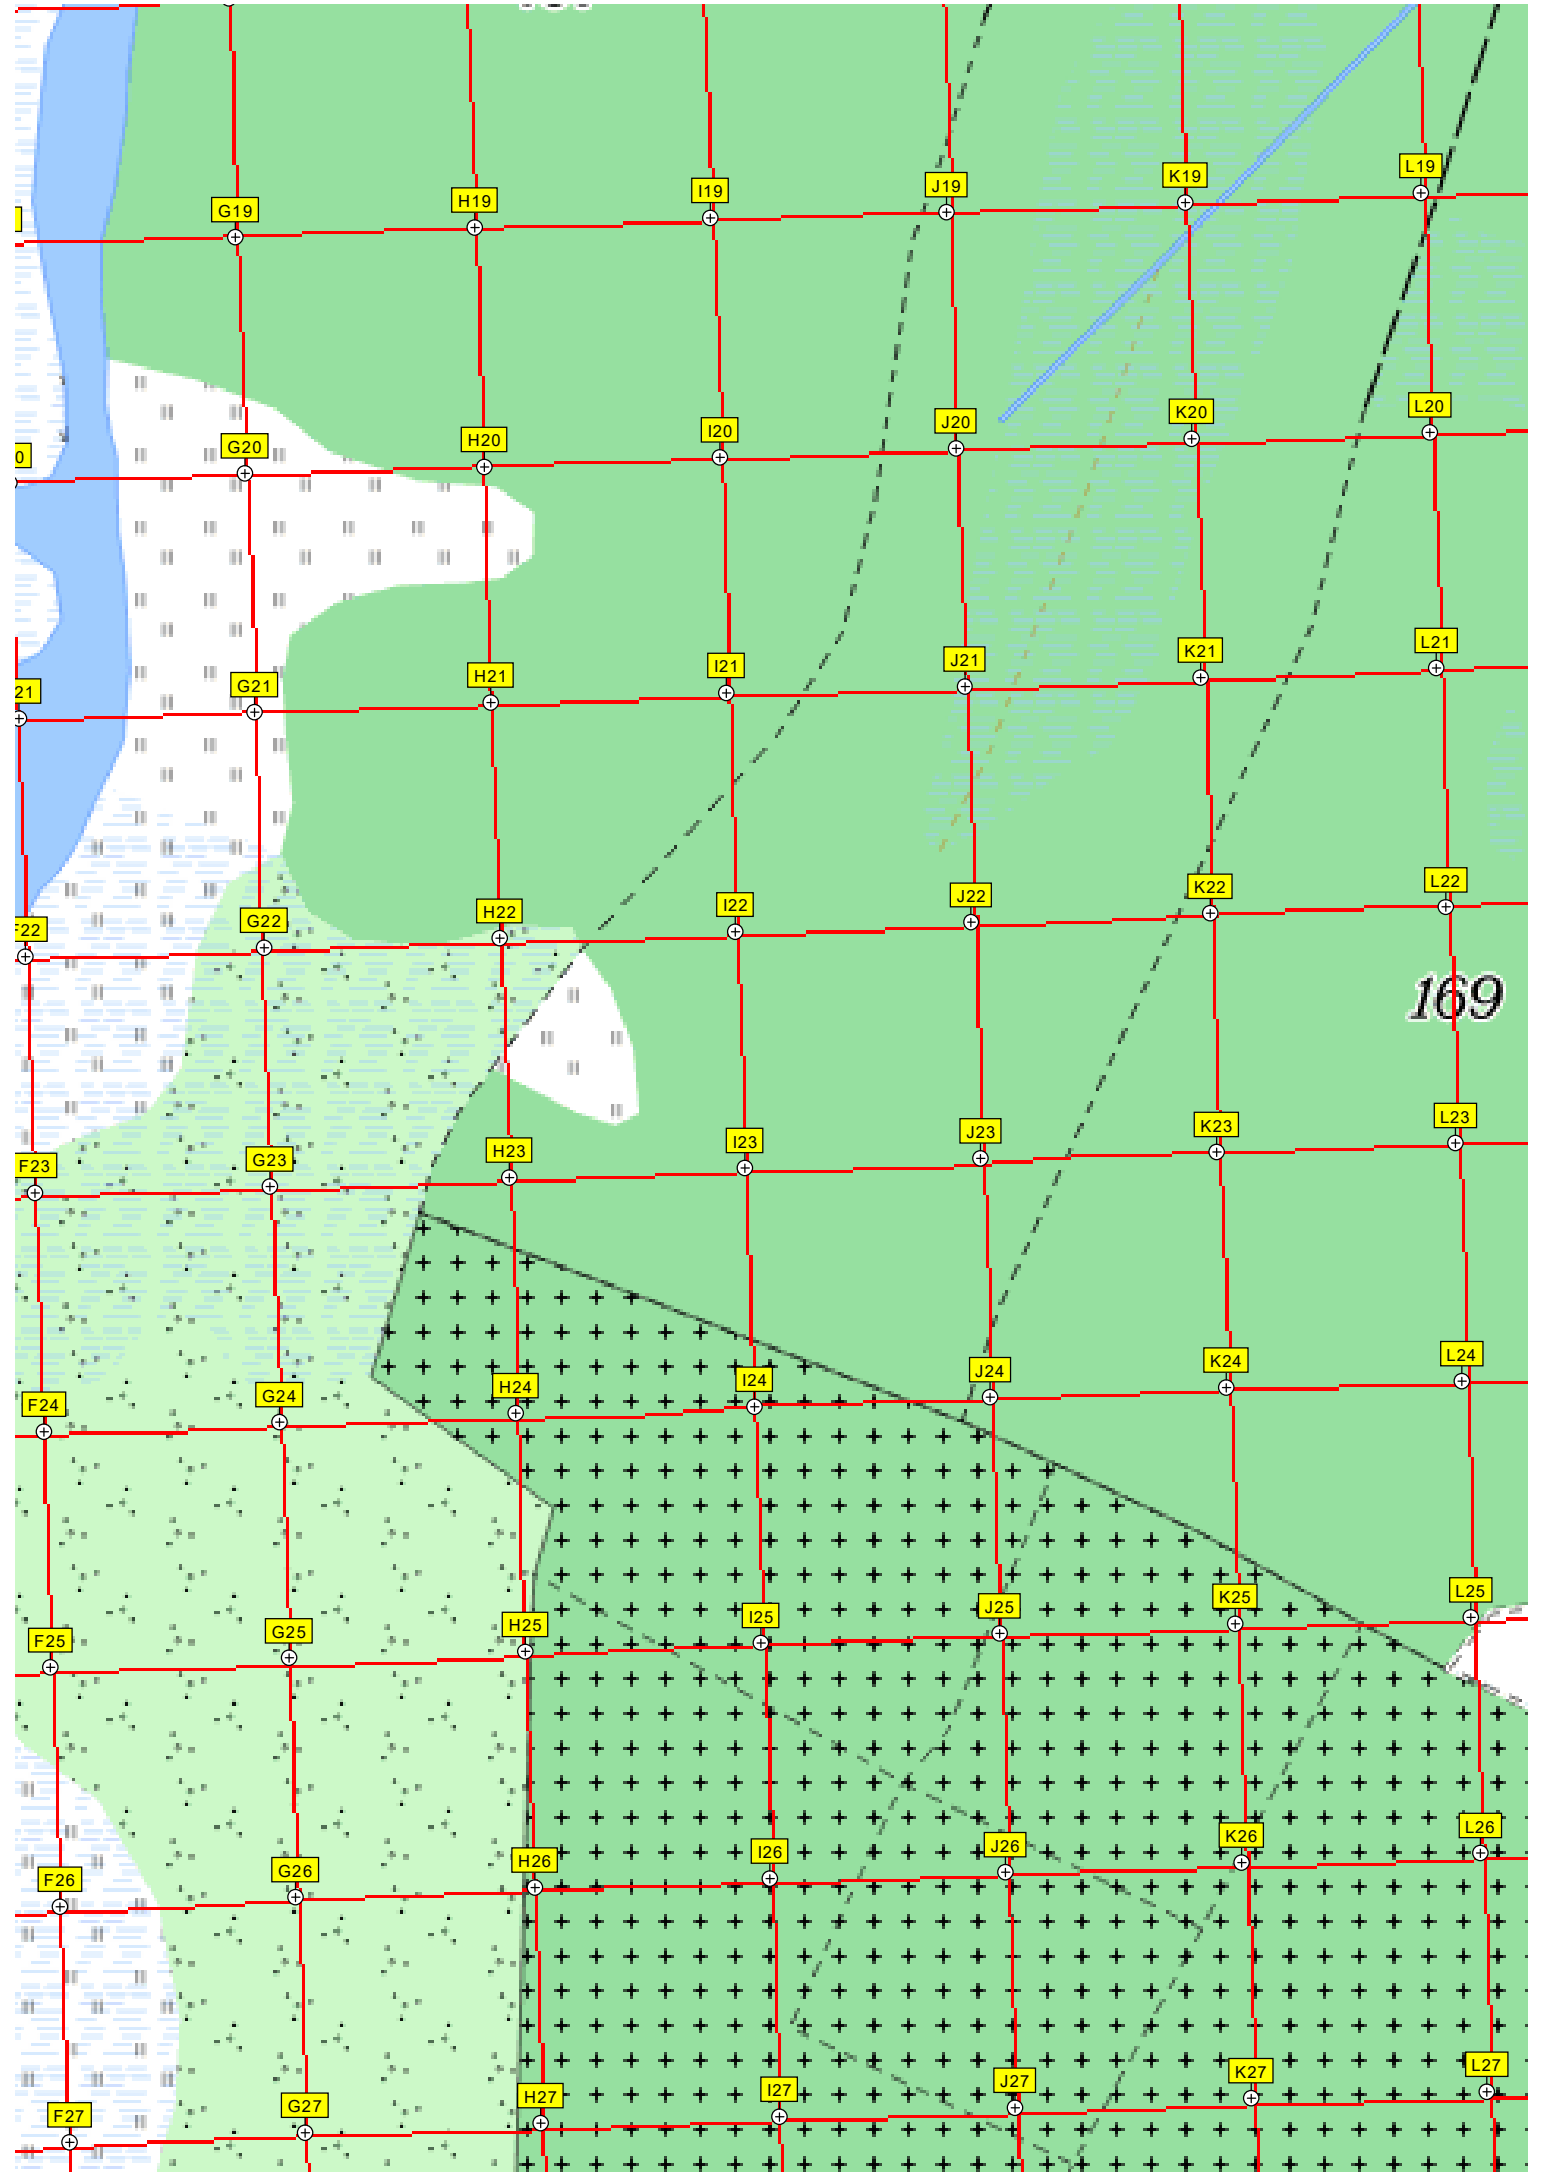 G19 H19 I19 J19 K19 L19
G20 H20 I20 J20 K20 L20
21 G21 H21 I21 J21 K21 L21
F22 G22 H22 I22 J22 K22 L22
169
F23 G23 H23 I23 J23 K23 L23
F24 G24 H24 I24 J24 K24 L24
F25 G25 H25 I25 J25 K25 L25
F26 G26 H26 I26 J26 K26 L26
F27 G27 H27 I27 J27 K27 L27